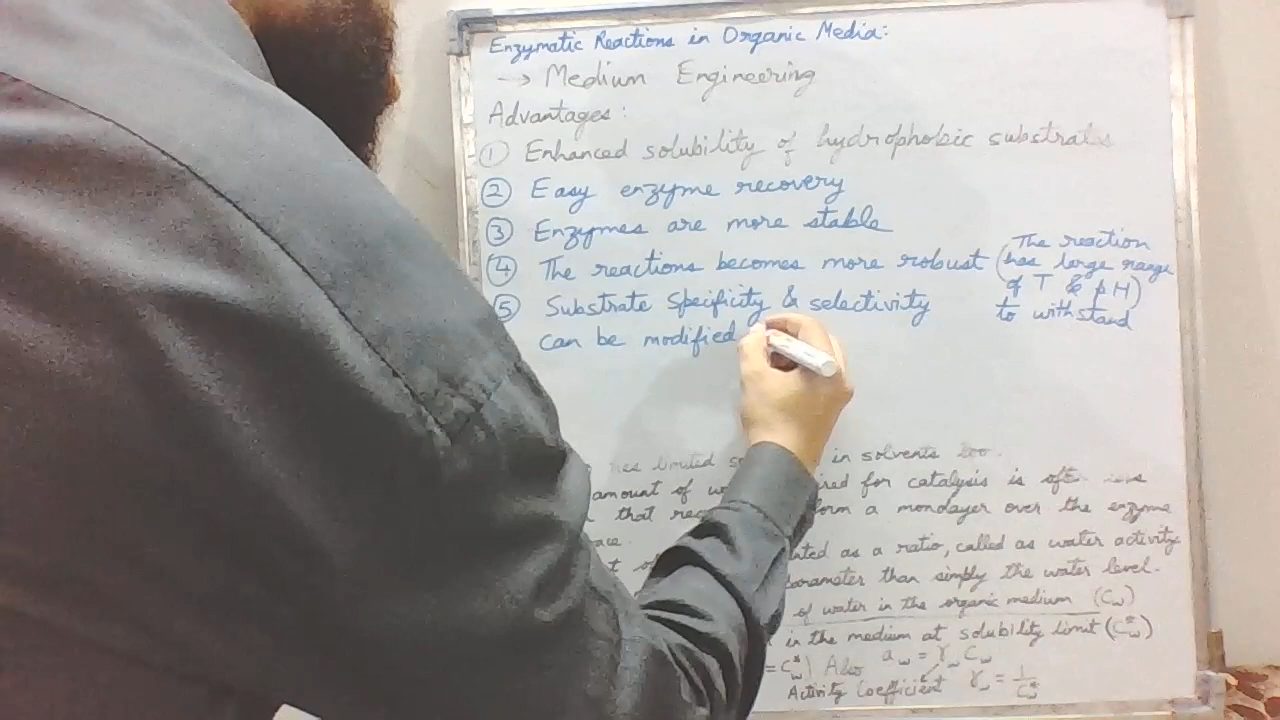 Enzymatic Reactions in Organic Media:
→ Medium Engineering
Advantages:
① Enhanced solubility of hydrophobic substrates
② Easy enzyme recovery
③ Enzymes are more stable
④ The reactions becomes more robust (The reaction
has large range
of T & pH)
to withstand
⑤ Substrate specificity & selectivity
can be modified
limited in solvents too.
amount of for catalysis is often less
that form a monolayer over the enzyme
as a ratio, called as water activity
parameter than simply the water level.
of water in the organic medium (Cw)
in the medium at solubility limit (C*w)
= C*w) Also aw = γw Cw
Activity Coefficient γw = 1/C*w